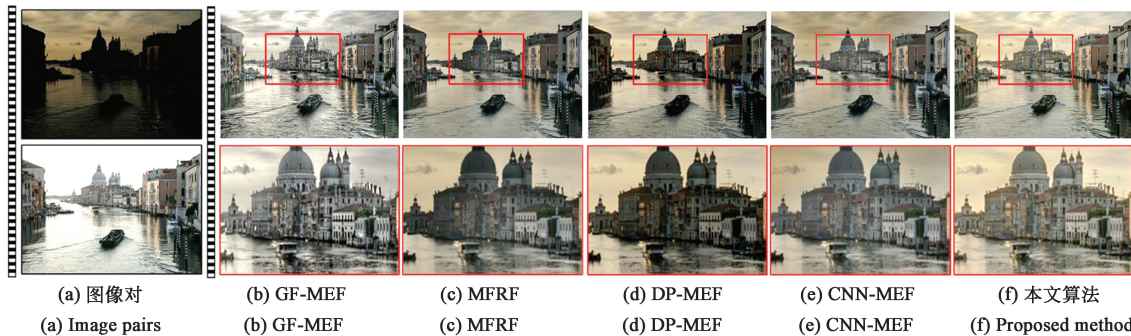 (a) 图像对 (b) GF-MEF (c) MFRF (d) DP-MEF (e) CNN-MEF (f) 本文算法
(a) Image pairs (b) GF-MEF (c) MFRF (d) DP-MEF (e) CNN-MEF (f) Proposed method